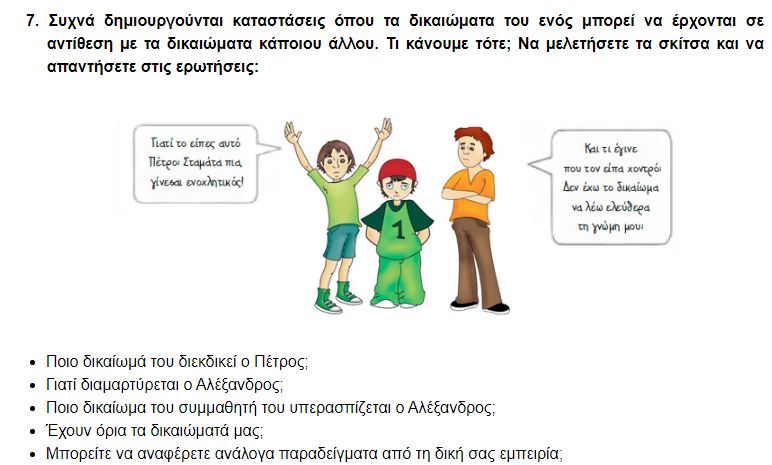 7. Συχνά δημιουργούνται καταστάσεις όπου τα δικαιώματα του ενός μπορεί να έρχονται σε
αντίθεση με τα δικαιώματα κάποιου άλλου. Τι κάνουμε τότε; Να μελετήσετε τα σκίτσα και να
απαντήσετε στις ερωτήσεις:
Γιατί το είπες αυτό
Πέτρο; Σταμάτα πια,
γίνεσαι ενοχλητικός!
Και τι έγινε
που τον είπα χοντρό;
Δεν έχω το δικαίωμα
να λέω ελεύθερα
τη γνώμη μου;
1
• Ποιο δικαίωμά του διεκδικεί ο Πέτρος;
• Γιατί διαμαρτύρεται ο Αλέξανδρος;
• Ποιο δικαίωμα του συμμαθητή του υπερασπίζεται ο Αλέξανδρος;
• Έχουν όρια τα δικαιώματά μας;
• Μπορείτε να αναφέρετε ανάλογα παραδείγματα από τη δική σας εμπειρία;